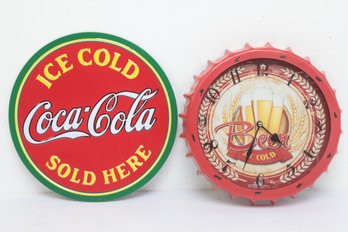 ICE COLD
Coca-Cola
SOLD HERE
Beer
COLD